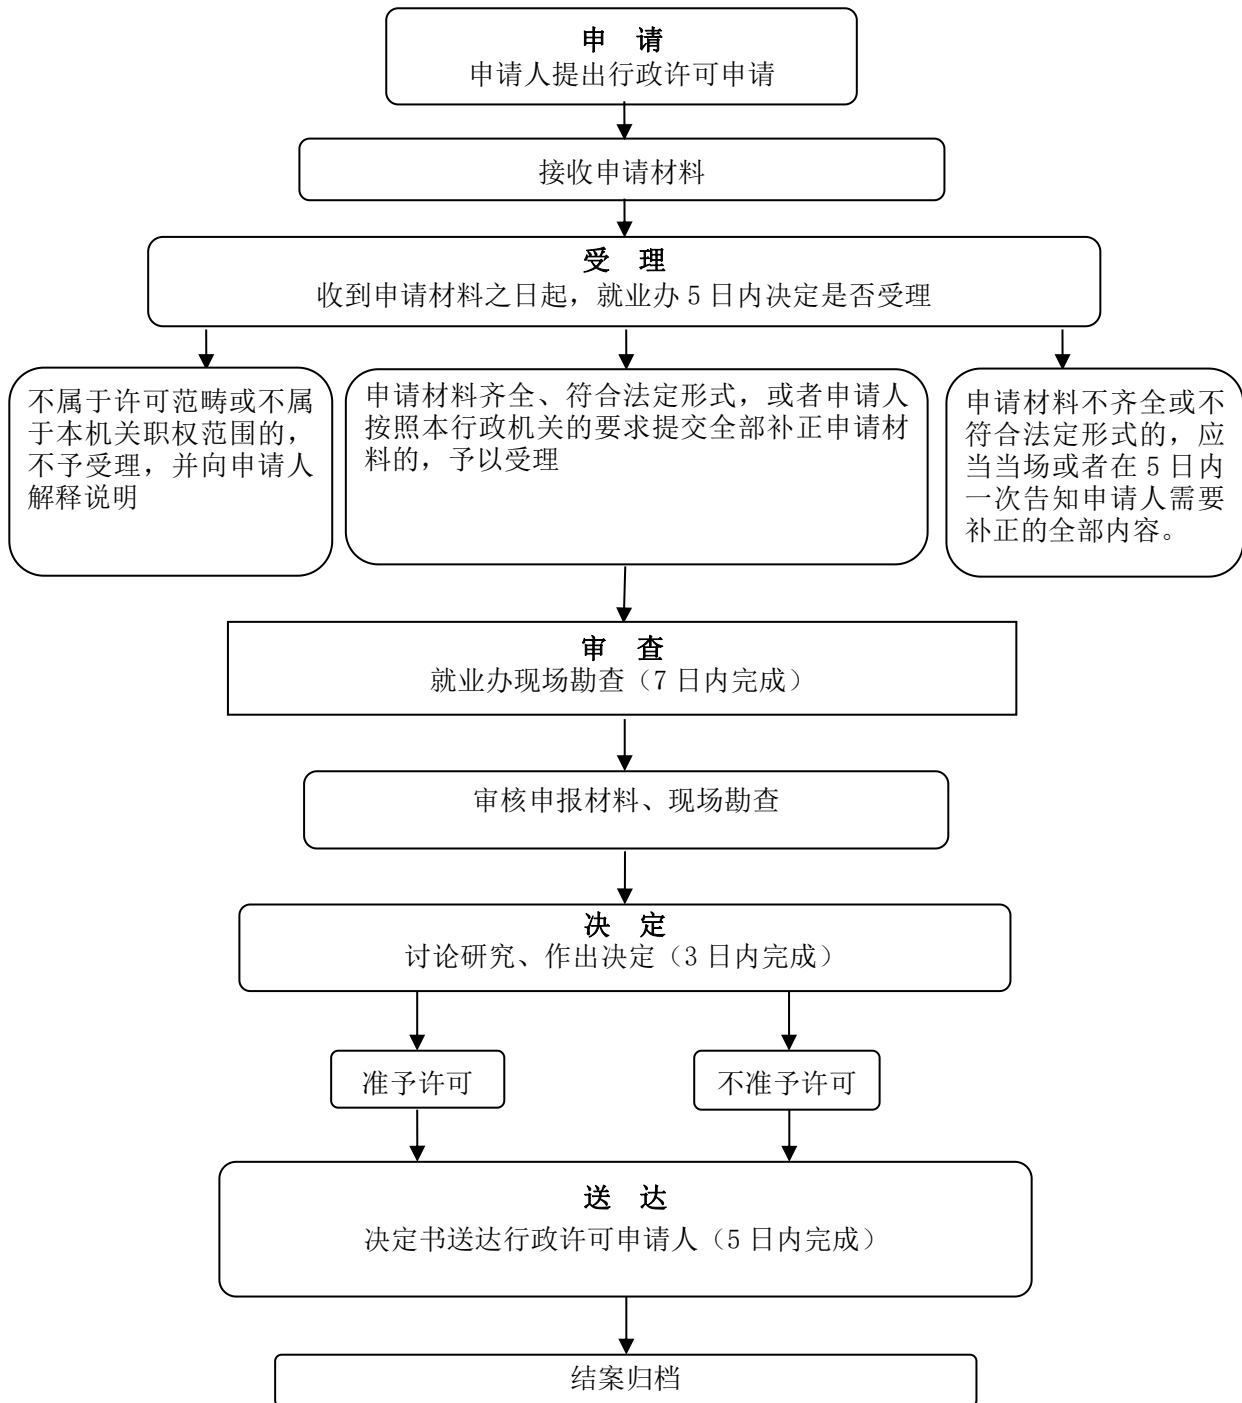 申 请
申请人提出行政许可申请
接收申请材料
受 理
收到申请材料之日起，就业办 5 日内决定是否受理
不属于许可范畴或不属
于本机关职权范围的，
不予受理，并向申请人
解释说明
申请材料齐全、符合法定形式，或者申请人
按照本行政机关的要求提交全部补正申请材
料的，予以受理
申请材料不齐全或不
符合法定形式的，应
当当场或者在 5 日内
一次告知申请人需要
补正的全部内容。
审 查
就业办现场勘查（7 日内完成）
审核申报材料、现场勘查
决 定
讨论研究、作出决定（3 日内完成）
准予许可
不准予许可
送 达
决定书送达行政许可申请人（5 日内完成）
结案归档